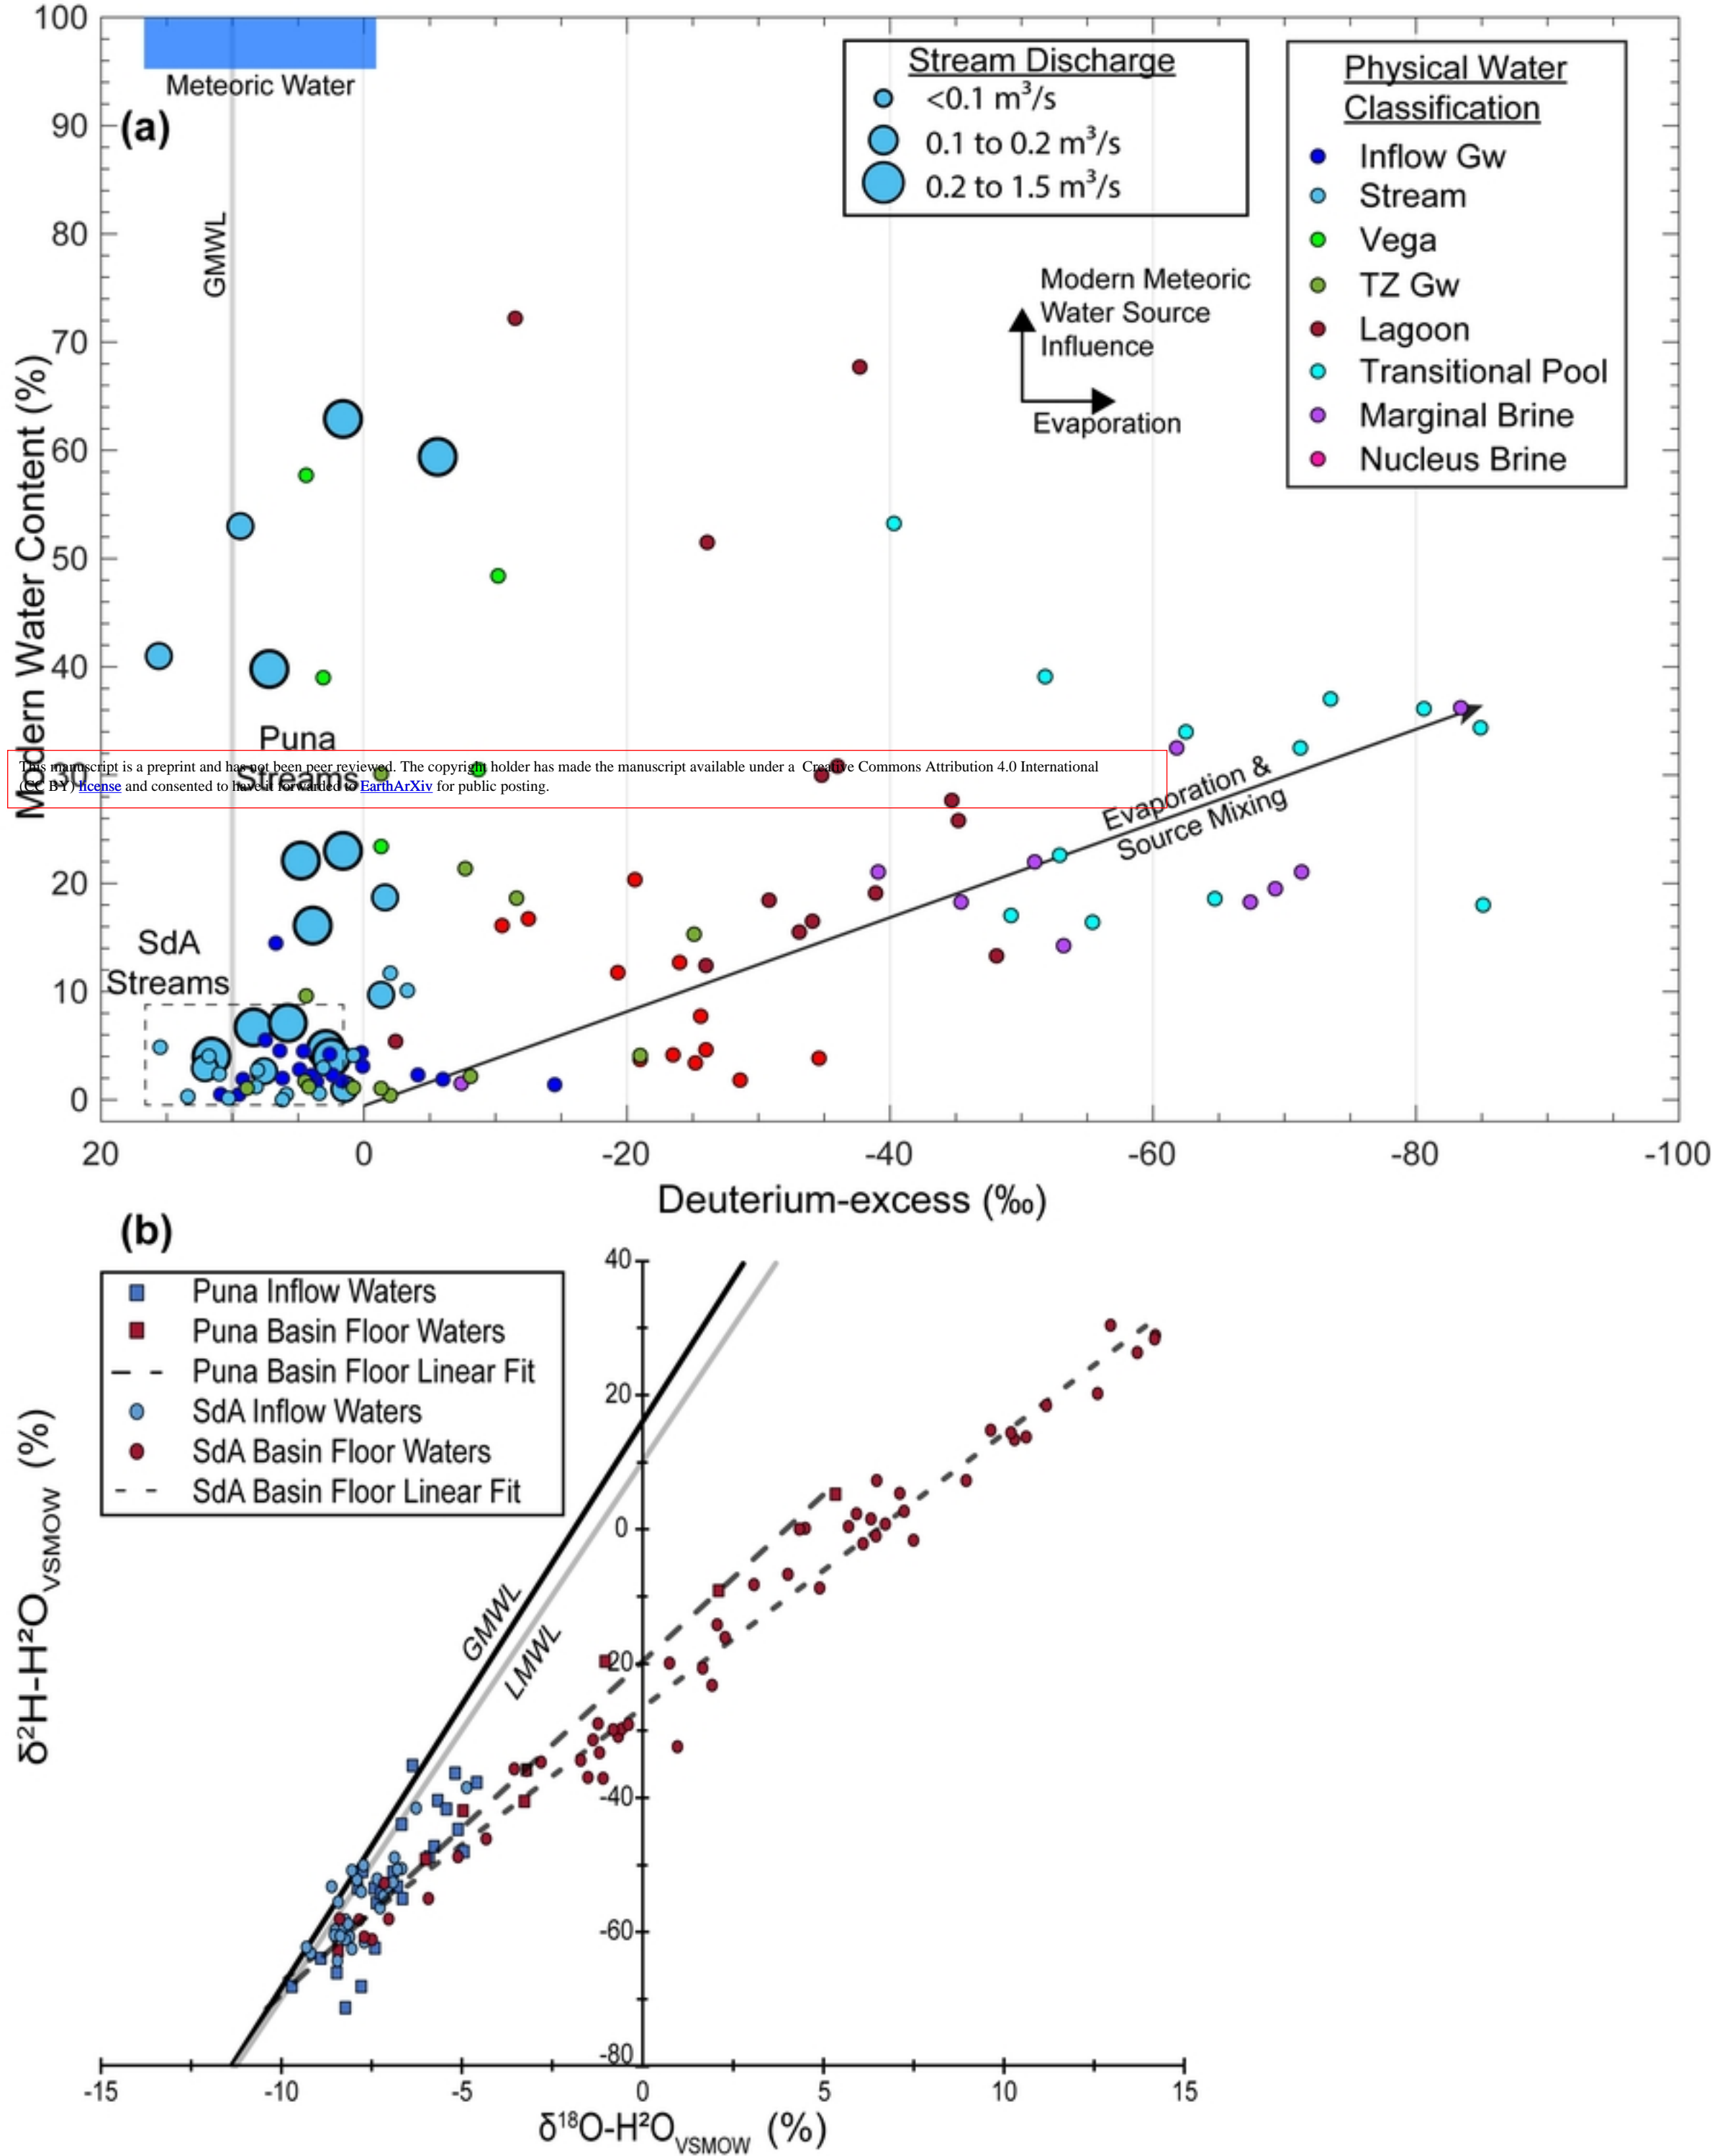 100
90
80
70
60
50
40
30
20
10
0
Modern Water Content (%)
Meteoric Water
(a)
GMWL
Stream Discharge
<0.1 m³/s
0.1 to 0.2 m³/s
0.2 to 1.5 m³/s
Physical Water
Classification
Inflow Gw
Stream
Vega
TZ Gw
Lagoon
Transitional Pool
Marginal Brine
Nucleus Brine
Modern Meteoric
Water Source
Influence
Evaporation
Puna
Streams
This manuscript is a preprint and has not been peer reviewed. The copyright holder has made the manuscript available under a Creative Commons Attribution 4.0 International
(CC BY) license and consented to have it forwarded to EarthArXiv for public posting.
Evaporation &
Source Mixing
SdA
Streams
20 0 -20 -40 -60 -80 -100
Deuterium-excess (‰)
(b)
Puna Inflow Waters
Puna Basin Floor Waters
Puna Basin Floor Linear Fit
SdA Inflow Waters
SdA Basin Floor Waters
SdA Basin Floor Linear Fit
40
20
0
-20
-40
-60
-80
GMWL
LMWL
δ²H-H²O VSMOW (%)
-15 -10 -5 0 5 10 15
δ¹⁸O-H²O VSMOW (%)